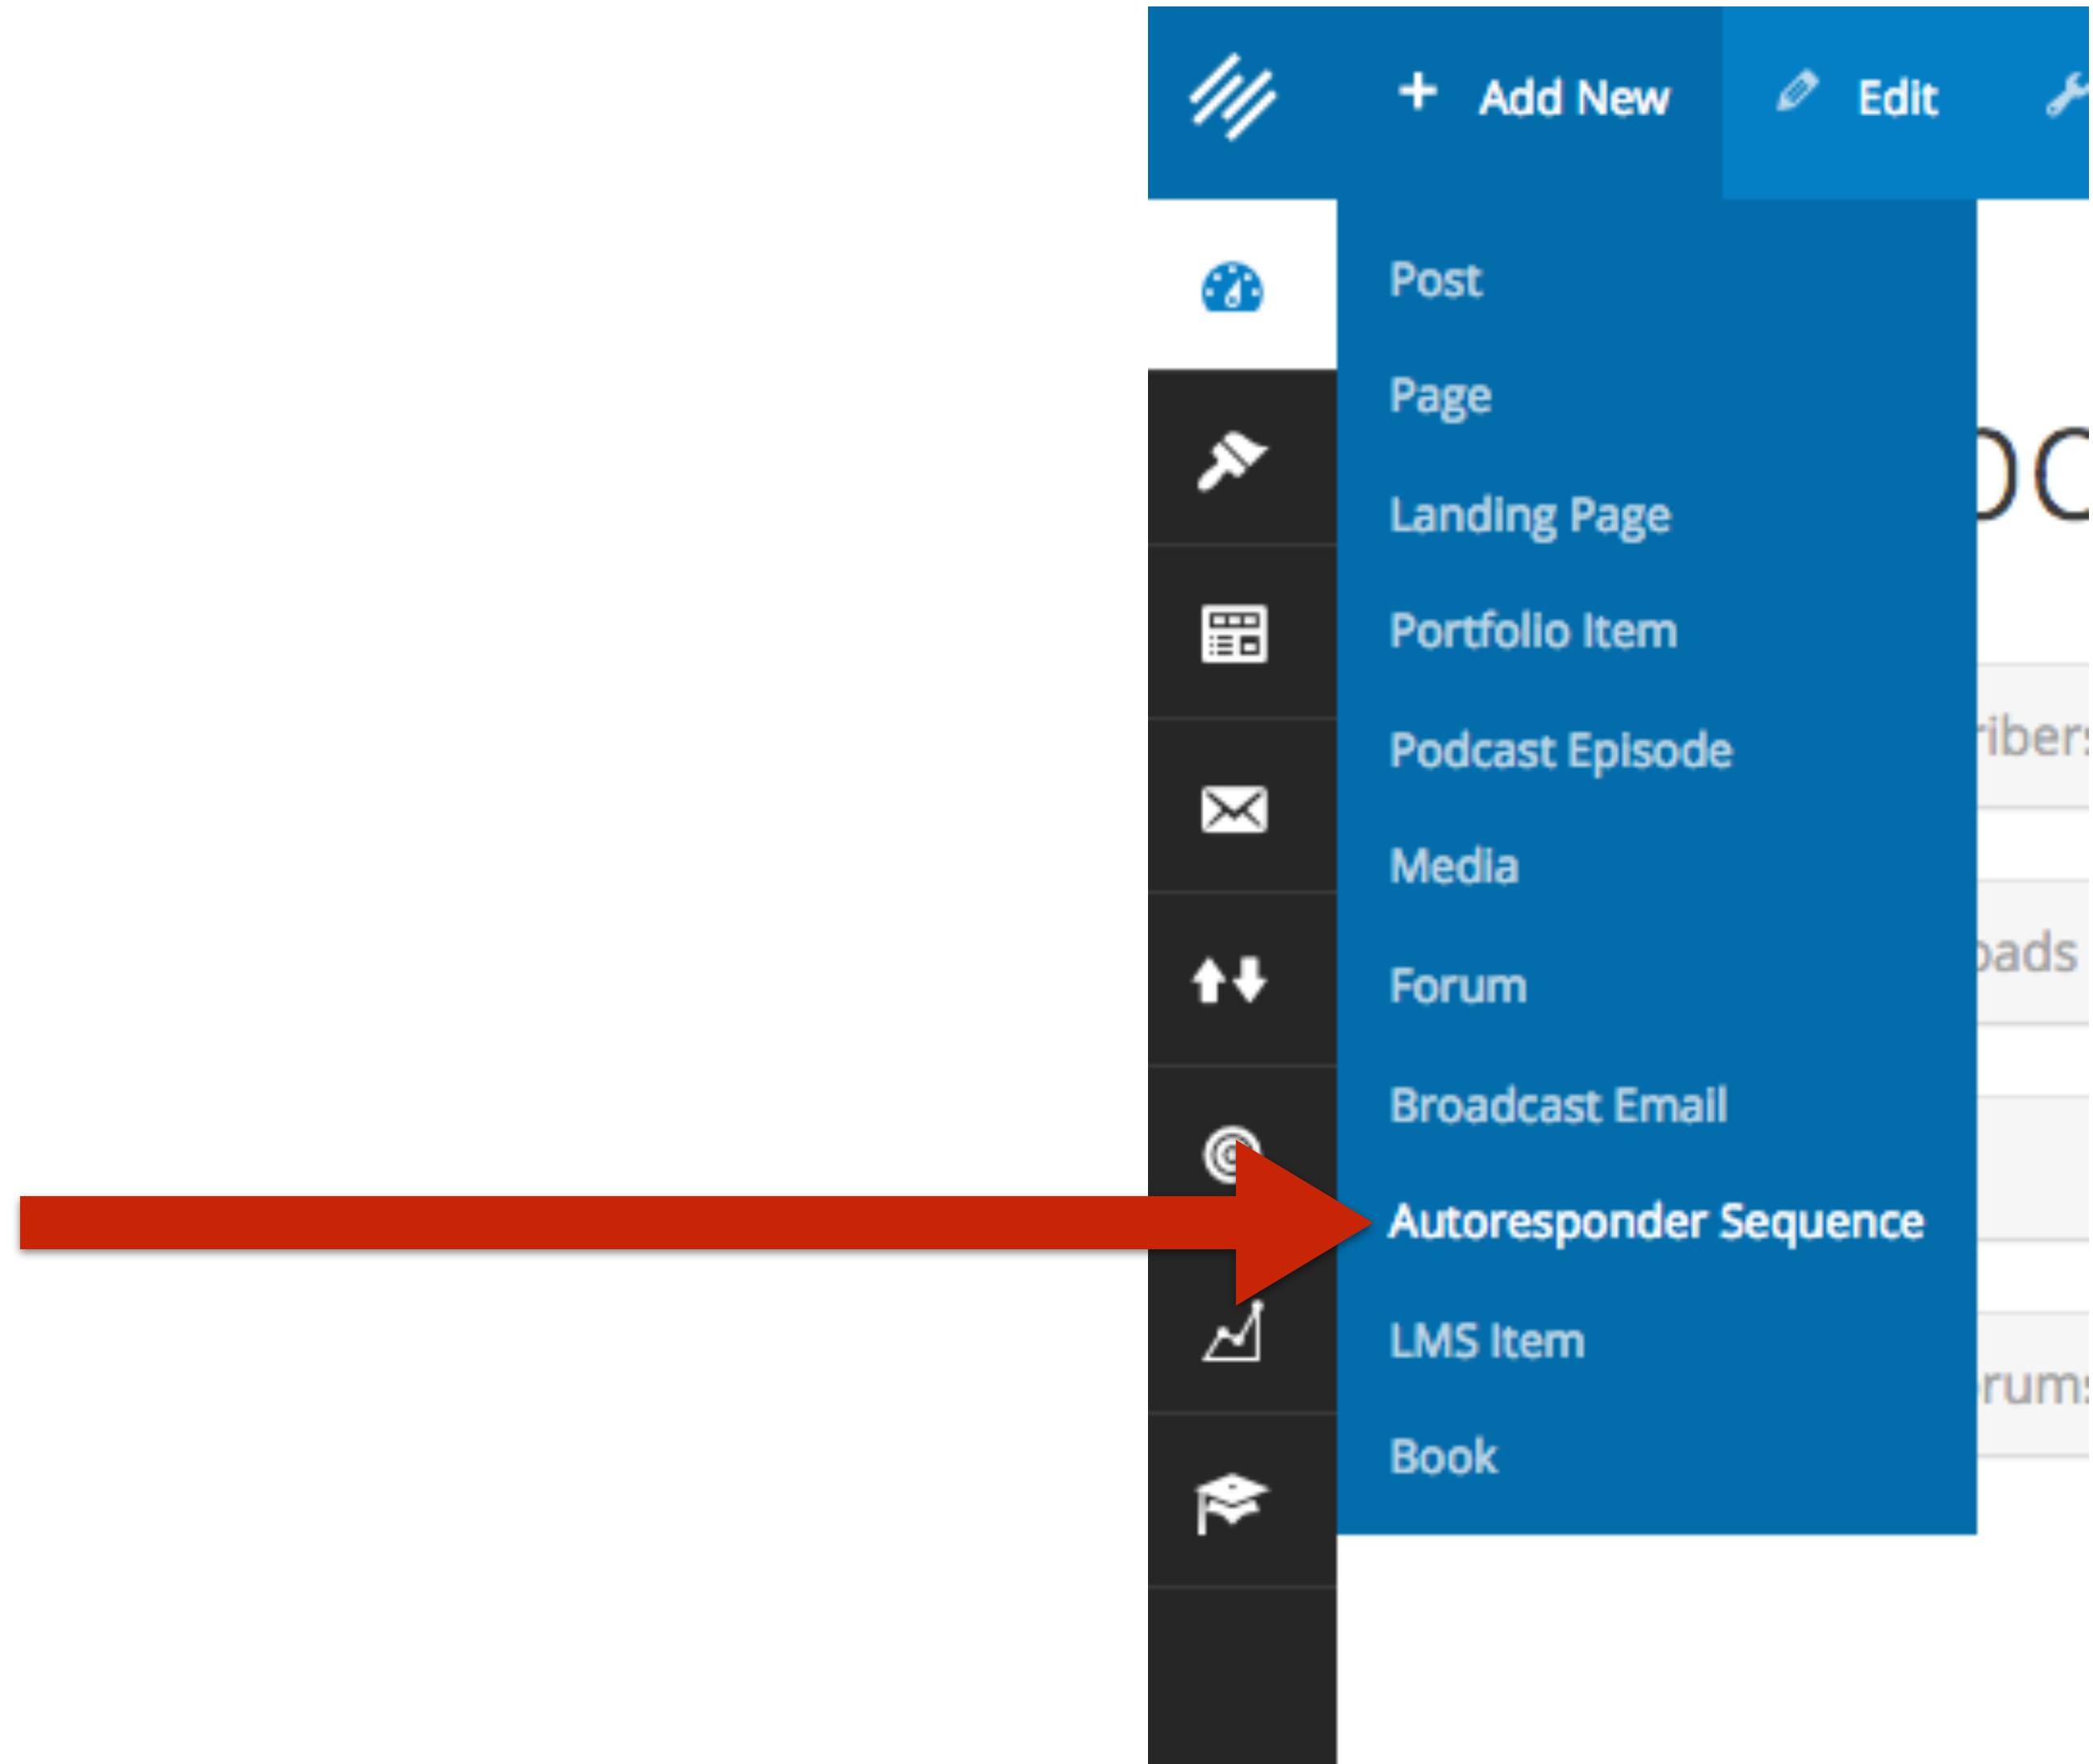 Add New
Edit
Post
Page
Landing Page
Portfolio Item
Podcast Episode
Media
Forum
Broadcast Email
Autoresponder Sequence
LMS Item
Book